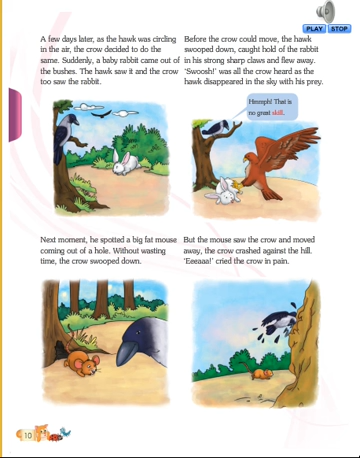 PLAY STOP
A few days later, as the hawk was circling
in the air, the crow decided to do the
same. Suddenly, a baby rabbit came out of
the bushes. The hawk saw it and the crow
too saw the rabbit.
Before the crow could move, the hawk
swooped down, caught hold of the rabbit
in his strong sharp claws and flew away.
‘Swoosh!’ was all the crow heard as the
hawk disappeared in the sky with his prey.
Hmmph! That is
no great skill.
Next moment, he spotted a big fat mouse
coming out of a hole. Without wasting
time, the crow swooped down.
But the mouse saw the crow and moved
away, the crow crashed against the hill.
‘Eeeaaa!’ cried the crow in pain.
10